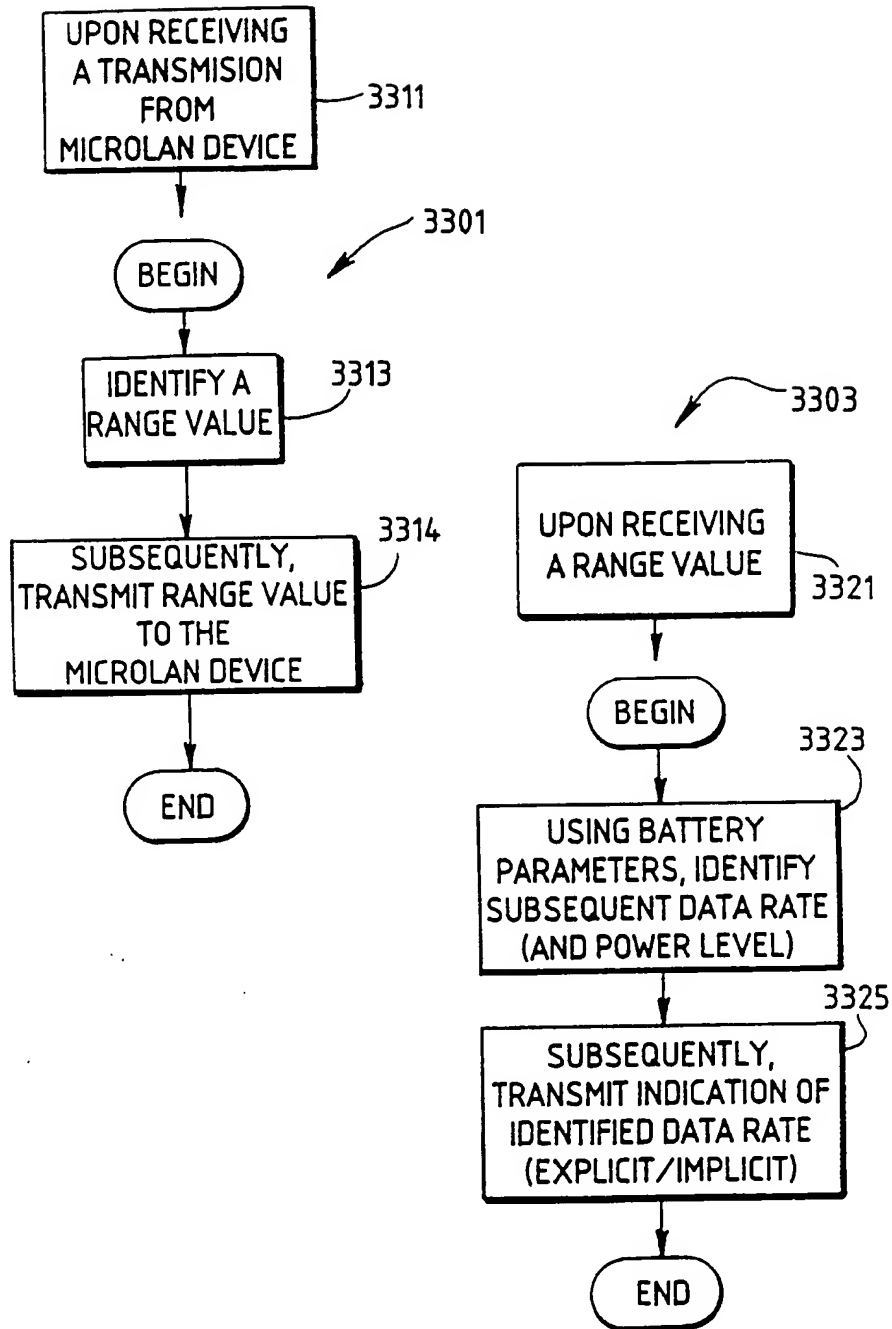 UPON RECEIVING
A TRANSMISION
FROM
MICROLAN DEVICE
3311
3301
BEGIN
IDENTIFY A
RANGE VALUE
3313
SUBSEQUENTLY,
TRANSMIT RANGE VALUE
TO THE
MICROLAN DEVICE
3314
END
3303
UPON RECEIVING
A RANGE VALUE
3321
BEGIN
3323
USING BATTERY
PARAMETERS, IDENTIFY
SUBSEQUENT DATA RATE
(AND POWER LEVEL)
3325
SUBSEQUENTLY,
TRANSMIT INDICATION OF
IDENTIFIED DATA RATE
(EXPLICIT/IMPLICIT)
END